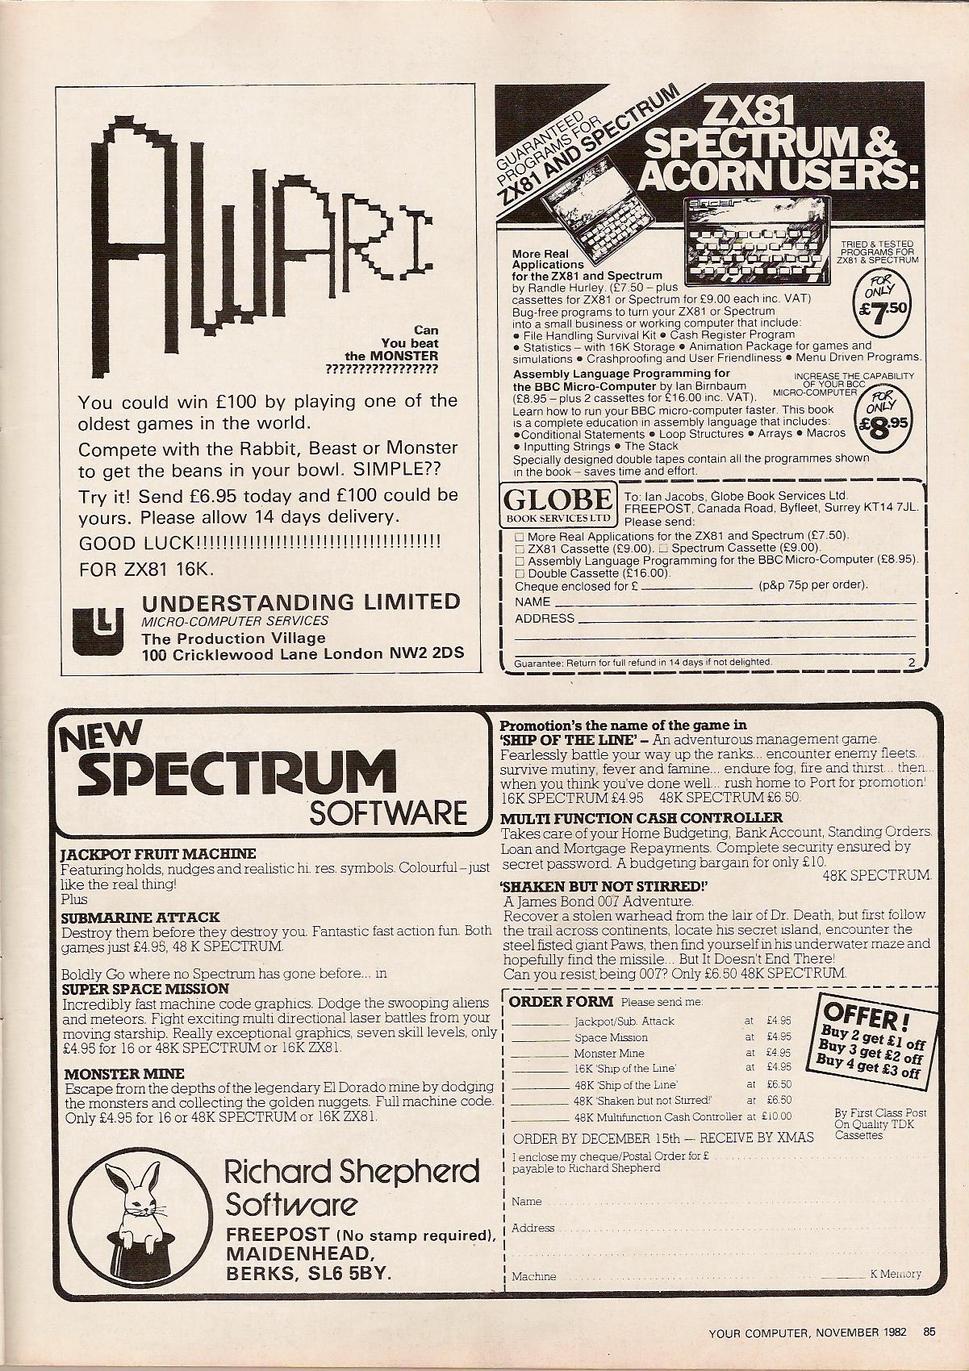 AWARI
Can
You beat
the MONSTER
?????????????????
You could win £100 by playing one of the
oldest games in the world.
Compete with the Rabbit, Beast or Monster
to get the beans in your bowl. SIMPLE??
Try it! Send £6.95 today and £100 could be
yours. Please allow 14 days delivery.
GOOD LUCK!!!!!!!!!!!!!!!!!!!!!!!!!!!!!!!!!!!!!
FOR ZX81 16K.
UNDERSTANDING LIMITED
MICRO-COMPUTER SERVICES
The Production Village
100 Cricklewood Lane London NW2 2DS
GUARANTEED
PROGRAMS FOR
ZX81 AND SPECTRUM
ZX81
SPECTRUM &
ACORN USERS:
sinclair
TRIED & TESTED
PROGRAMS FOR
ZX81 & SPECTRUM
FOR
ONLY
£7.50
More Real
Applications
for the ZX81 and Spectrum
by Randle Hurley. (£7.50 – plus
cassettes for ZX81 or Spectrum for £9.00 each inc. VAT)
Bug-free programs to turn your ZX81 or Spectrum
into a small business or working computer that include:
• File Handling Survival Kit • Cash Register Program
• Statistics – with 16K Storage • Animation Package for games and
simulations • Crashproofing and User Friendliness • Menu Driven Programs.
Assembly Language Programming for
the BBC Micro-Computer by Ian Birnbaum
(£8.95 – plus 2 cassettes for £16.00 inc. VAT).
INCREASE THE CAPABILITY
OF YOUR BCC
MICRO-COMPUTER
FOR
ONLY
£8.95
Learn how to run your BBC micro-computer faster. This book
is a complete education in assembly language that includes:
•Conditional Statements • Loop Structures • Arrays • Macros
• Inputting Strings • The Stack
Specially designed double tapes contain all the programmes shown
in the book – saves time and effort.
GLOBE
BOOK SERVICES LTD
To: Ian Jacobs, Globe Book Services Ltd.
FREEPOST, Canada Road, Byfleet, Surrey KT14 7JL.
Please send:
□ More Real Applications for the ZX81 and Spectrum (£7.50).
□ ZX81 Cassette (£9.00). □ Spectrum Cassette (£9.00).
□ Assembly Language Programming for the BBC Micro-Computer (£8.95).
□ Double Cassette (£16.00).
Cheque enclosed for £ (p&p 75p per order).
NAME
ADDRESS
Guarantee: Return for full refund in 14 days if not delighted. 2
NEW
SPECTRUM
SOFTWARE
JACKPOT FRUIT MACHINE
Featuring holds, nudges and realistic hi. res. symbols. Colourful – just
like the real thing!
Plus
SUBMARINE ATTACK
Destroy them before they destroy you. Fantastic fast action fun. Both
games just £4.95, 48 K SPECTRUM.
Boldly Go where no Spectrum has gone before... in
SUPER SPACE MISSION
Incredibly fast machine code graphics. Dodge the swooping aliens
and meteors. Fight exciting multi directional laser battles from your
moving starship. Really exceptional graphics, seven skill levels, only
£4.95 for 16 or 48K SPECTRUM or 16K ZX81.
MONSTER MINE
Escape from the depths of the legendary El Dorado mine by dodging
the monsters and collecting the golden nuggets. Full machine code.
Only £4.95 for 16 or 48K SPECTRUM or 16K ZX81.
Richard Shepherd
Software
FREEPOST (No stamp required),
MAIDENHEAD,
BERKS, SL6 5BY.
Promotion's the name of the game in
'SHIP OF THE LINE' – An adventurous management game.
Fearlessly battle your way up the ranks... encounter enemy fleets...
survive mutiny, fever and famine... endure fog, fire and thirst... then...
when you think you've done well... rush home to Port for promotion!
16K SPECTRUM £4.95 48K SPECTRUM £6.50.
MULTI FUNCTION CASH CONTROLLER
Takes care of your Home Budgeting, Bank Account, Standing Orders.
Loan and Mortgage Repayments. Complete security ensured by
secret password. A budgeting bargain for only £10.
48K SPECTRUM.
'SHAKEN BUT NOT STIRRED!'
A James Bond 007 Adventure.
Recover a stolen warhead from the lair of Dr. Death, but first follow
the trail across continents, locate his secret island, encounter the
steel fisted giant Paws, then find yourself in his underwater maze and
hopefully find the missile... But It Doesn't End There!
Can you resist being 007? Only £6.50 48K SPECTRUM.
ORDER FORM Please send me:
Jackpot/Sub. Attack at £4.95
Space Mission at £4.95
Monster Mine at £4.95
16K 'Ship of the Line' at £4.95
48K 'Ship of the Line' at £6.50
48K 'Shaken but not Stirred!' at £6.50
48K Multifunction Cash Controller at £10.00
OFFER!
Buy 2 get £1 off
Buy 3 get £2 off
Buy 4 get £3 off
By First Class Post
On Quality TDK
Cassettes
ORDER BY DECEMBER 15th — RECEIVE BY XMAS
I enclose my cheque/Postal Order for £
payable to Richard Shepherd
Name
Address
Machine K Memory
YOUR COMPUTER, NOVEMBER 1982 85